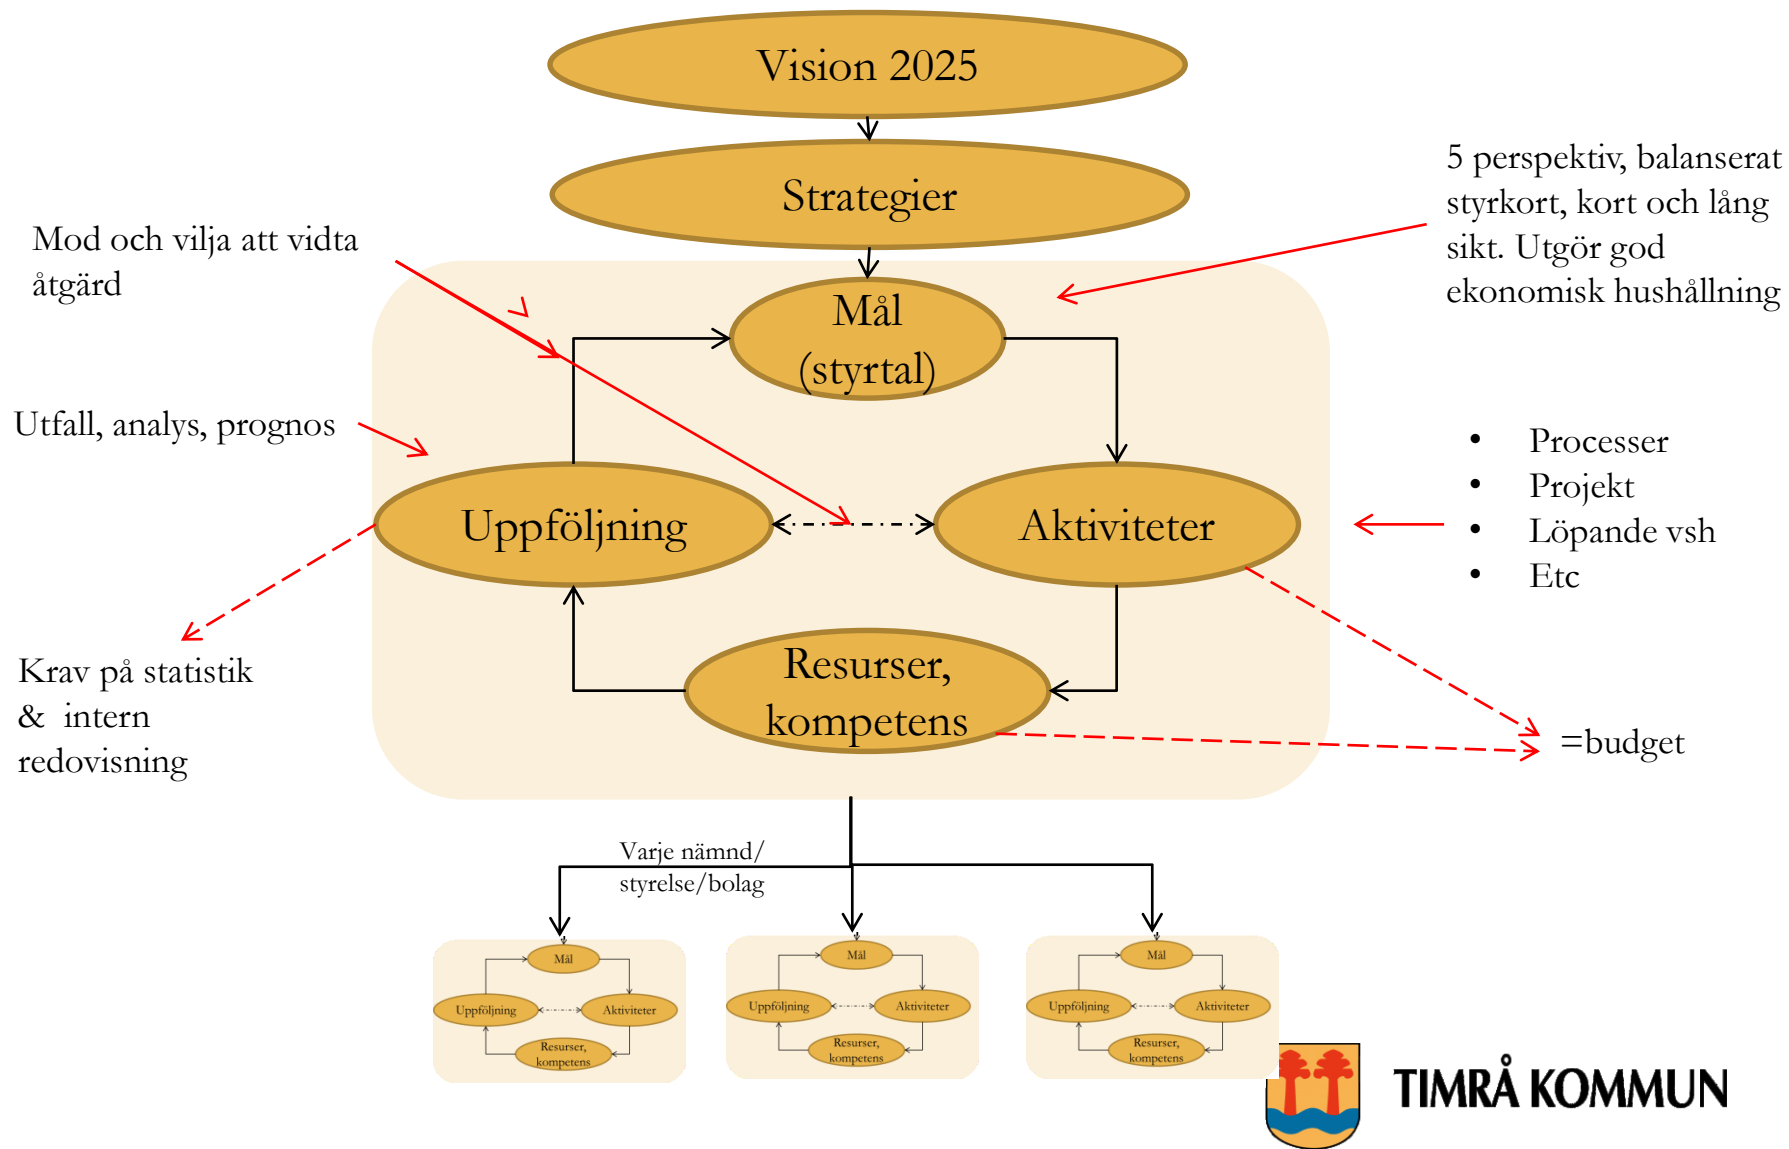 Vision 2025
Strategier
5 perspektiv, balanserat
styrkort, kort och lång
sikt. Utgör god
ekonomisk hushållning
Mod och vilja att vidta
åtgärd
Mål
(styrtal)
Utfall, analys, prognos
• Processer
• Projekt
• Löpande vsh
• Etc
Uppföljning
Aktiviteter
Krav på statistik
& intern
redovisning
Resurser,
kompetens
=budget
Varje nämnd/
styrelse/bolag
Mål
Uppföljning
Aktiviteter
Resurser,
kompetens
Mål
Uppföljning
Aktiviteter
Resurser,
kompetens
Mål
Uppföljning
Aktiviteter
Resurser,
kompetens
TIMRÅ KOMMUN